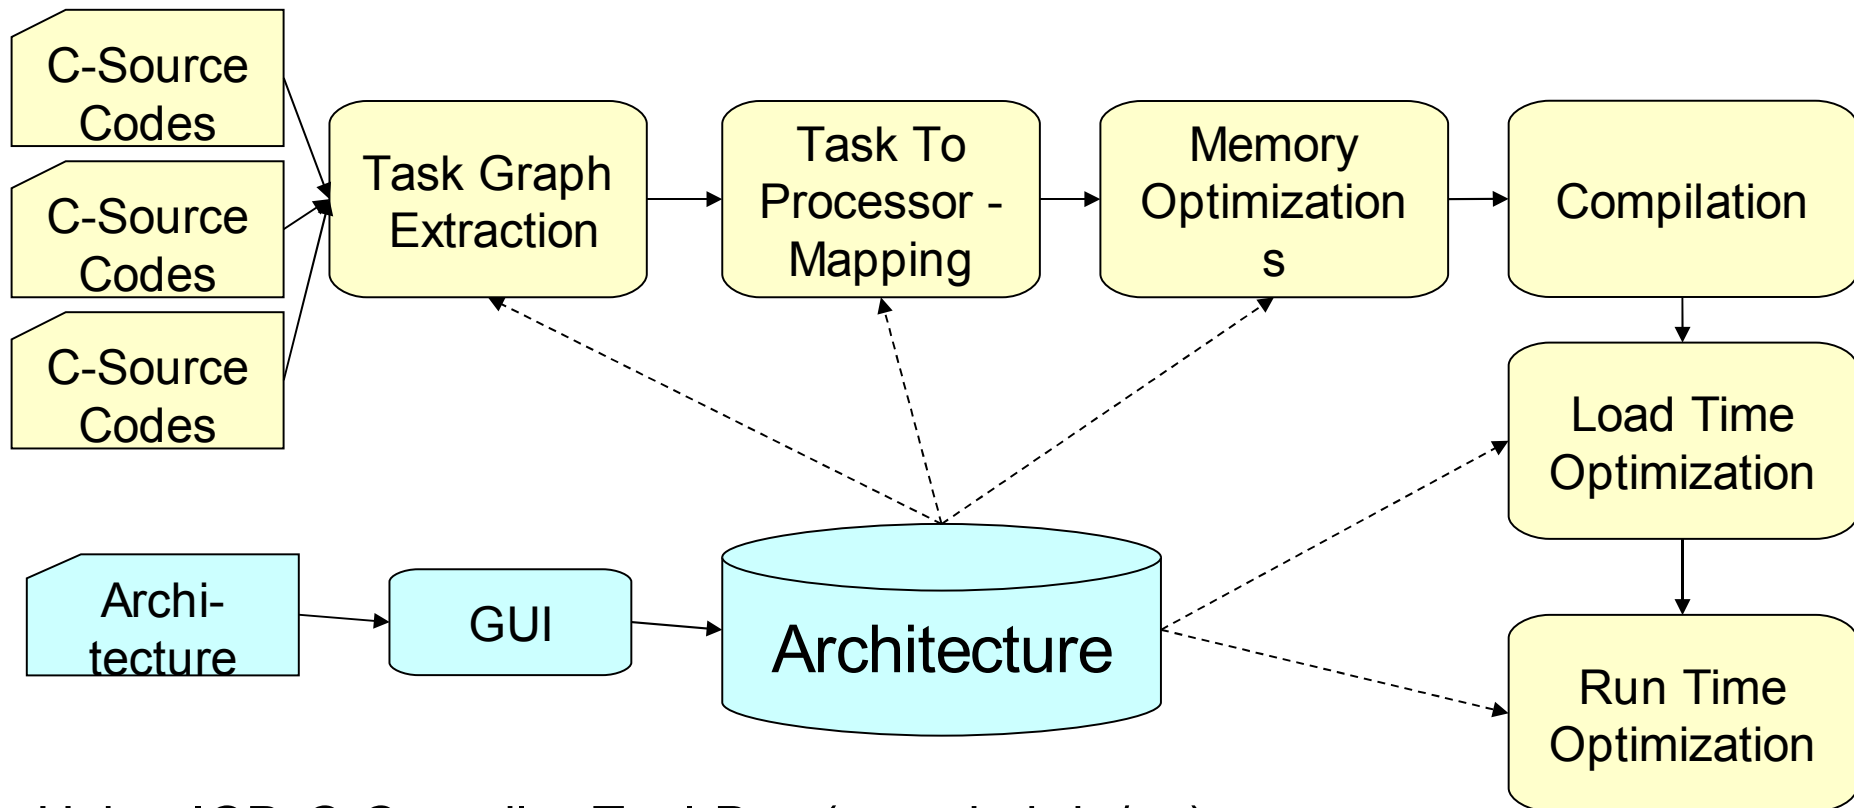 C-Source
Codes
C-Source
Codes
C-Source
Codes
Task Graph
Extraction
Task To
Processor -
Mapping
Memory
Optimization
s
Compilation
Load Time
Optimization
Run Time
Optimization
Archi-
tecture
GUI
Architecture